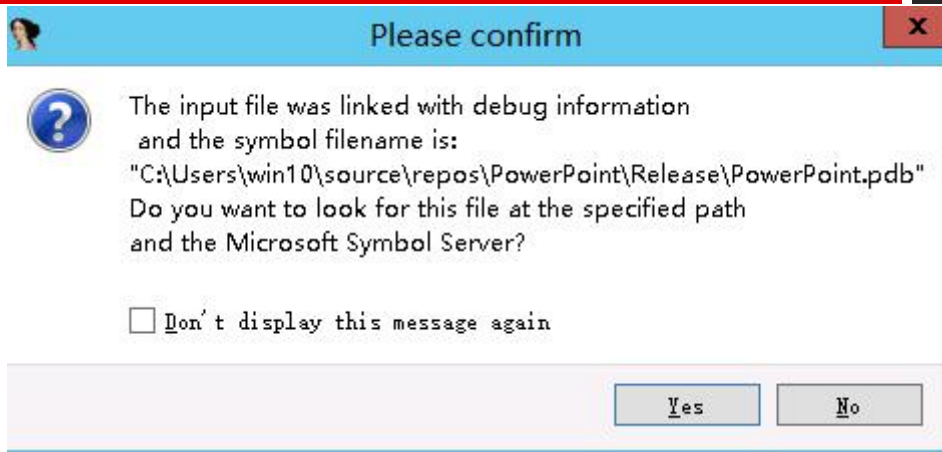 Please confirm
x
The input file was linked with debug information
and the symbol filename is:
"C:\Users\win10\source\repos\PowerPoint\Release\PowerPoint.pdb"
Do you want to look for this file at the specified path
and the Microsoft Symbol Server?
Don't display this message again
Yes
No